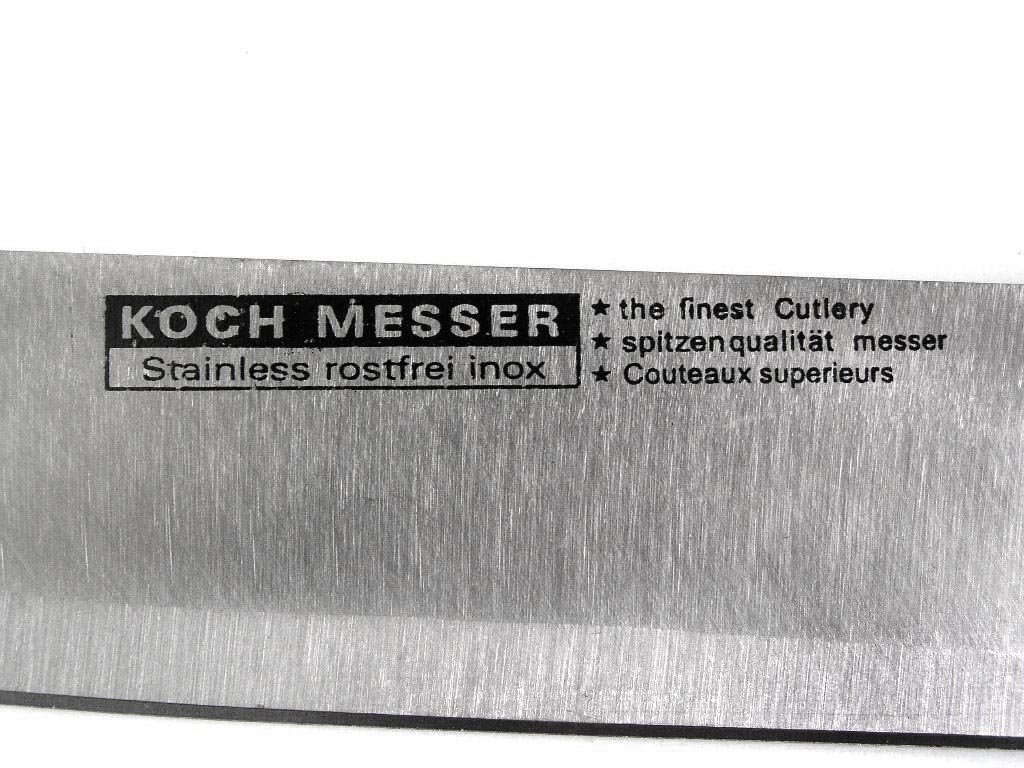 KOCH MESSER
Stainless rostfrei inox
★ the finest Cutlery
★ spitzenqualität messer
★ Couteaux superieurs